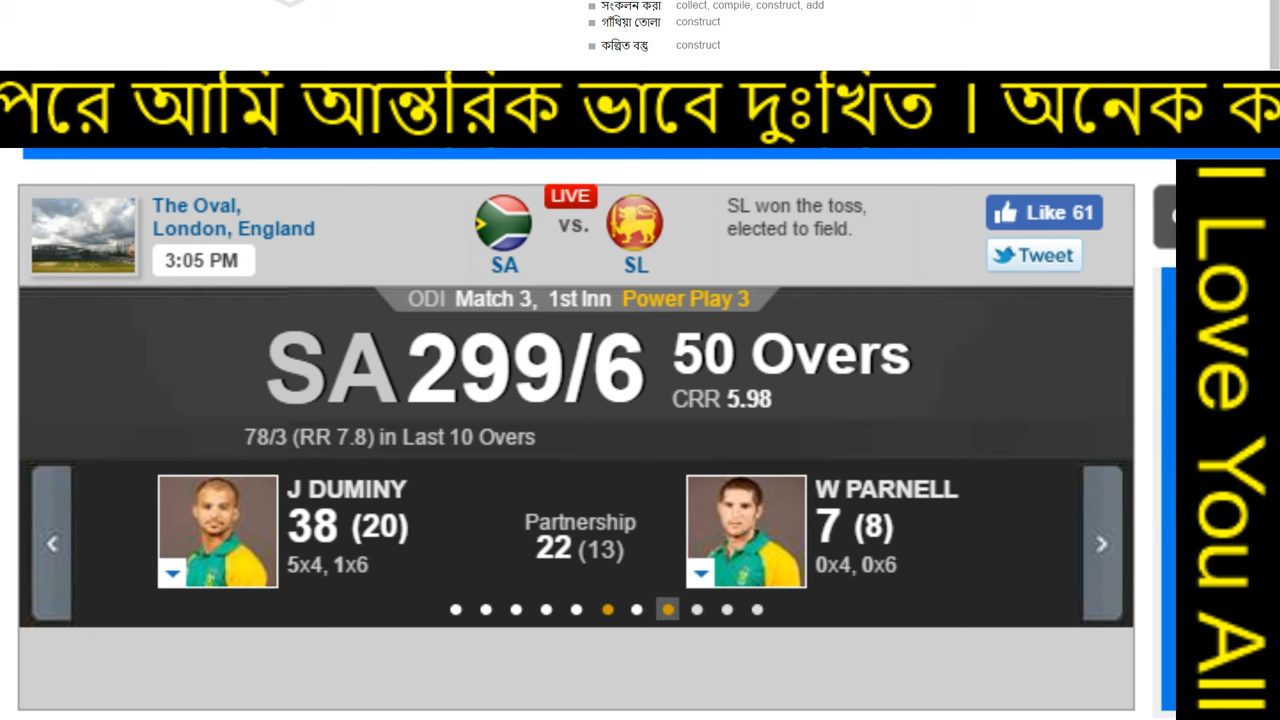 সংকলন করা collect, compile, construct, add
গাঁথিয়া তোলা construct
কল্পিত বস্তু construct
পরে আমি আন্তরিক ভাবে দুঃখিত । অনেক ক
The Oval,
London, England
3:05 PM
LIVE
SA vs. SL
SL won the toss,
elected to field.
Like 61
Tweet
ODI Match 3, 1st Inn Power Play 3
SA 299/6 50 Overs
CRR 5.98
78/3 (RR 7.8) in Last 10 Overs
J DUMINY
38 (20)
5x4, 1x6
Partnership
22 (13)
W PARNELL
7 (8)
0x4, 0x6
I Love You All